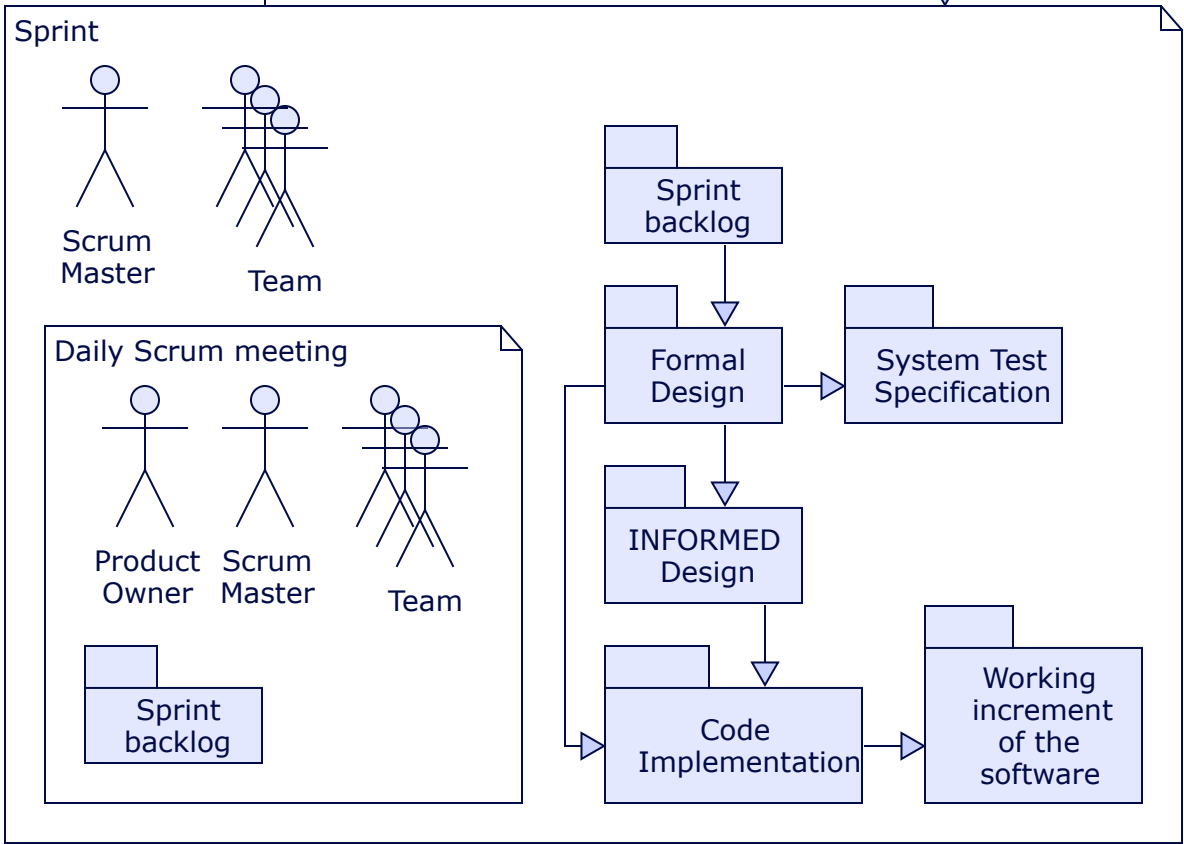 Sprint
Scrum
Master
Team
Daily Scrum meeting
Product
Owner
Scrum
Master
Team
Sprint
backlog
Sprint
backlog
Formal
Design
System Test
Specification
INFORMED
Design
Code
Implementation
Working
increment
of the
software